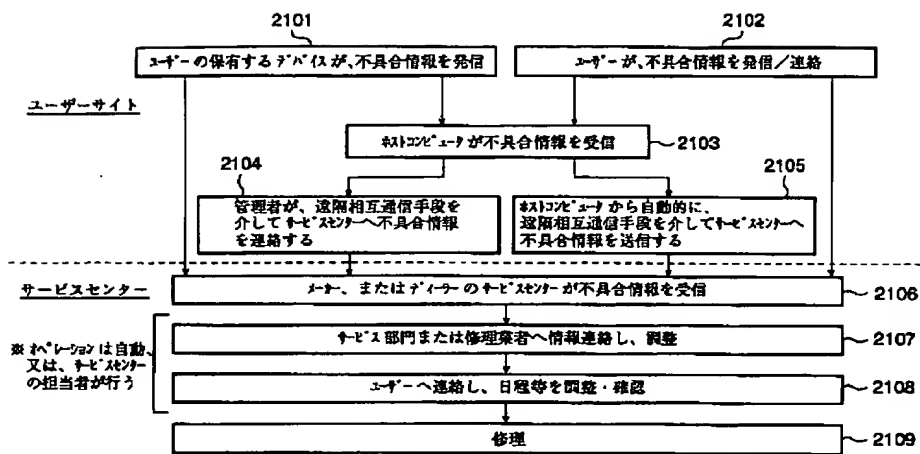 2101
2102
ユーザーの保有するデバイスが、不具合情報を発信
ユーザーが、不具合情報を発信／連絡
ユーザーサイト
ホストコンピュータが不具合情報を受信
2103
2104
2105
管理者が、遠隔相互通信手段を
介してサービスセンターへ不具合情報
を連絡する
ホストコンピュータから自動的に、
遠隔相互通信手段を介してサービスセンターへ
不具合情報を送信する
サービスセンター
メーカー、またはディーラーのサービスセンターが不具合情報を受信
2106
※オペレーションは自動、
又は、サービスセンター
の担当者が行う
サービス部門または修理業者へ情報連絡し、調整
2107
ユーザーへ連絡し、日程等を調整・確認
2108
修理
2109